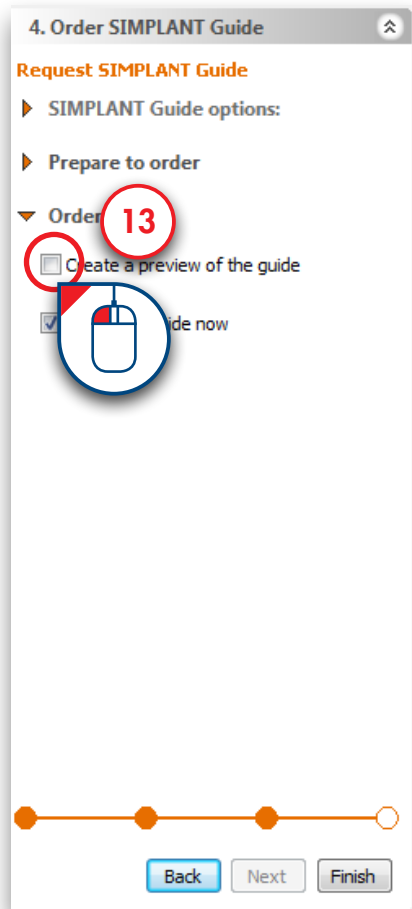 4. Order SIMPLANT Guide
Request SIMPLANT Guide
SIMPLANT Guide options:
Prepare to order
Order
13
Create a preview of the guide
ide now
Back Next Finish